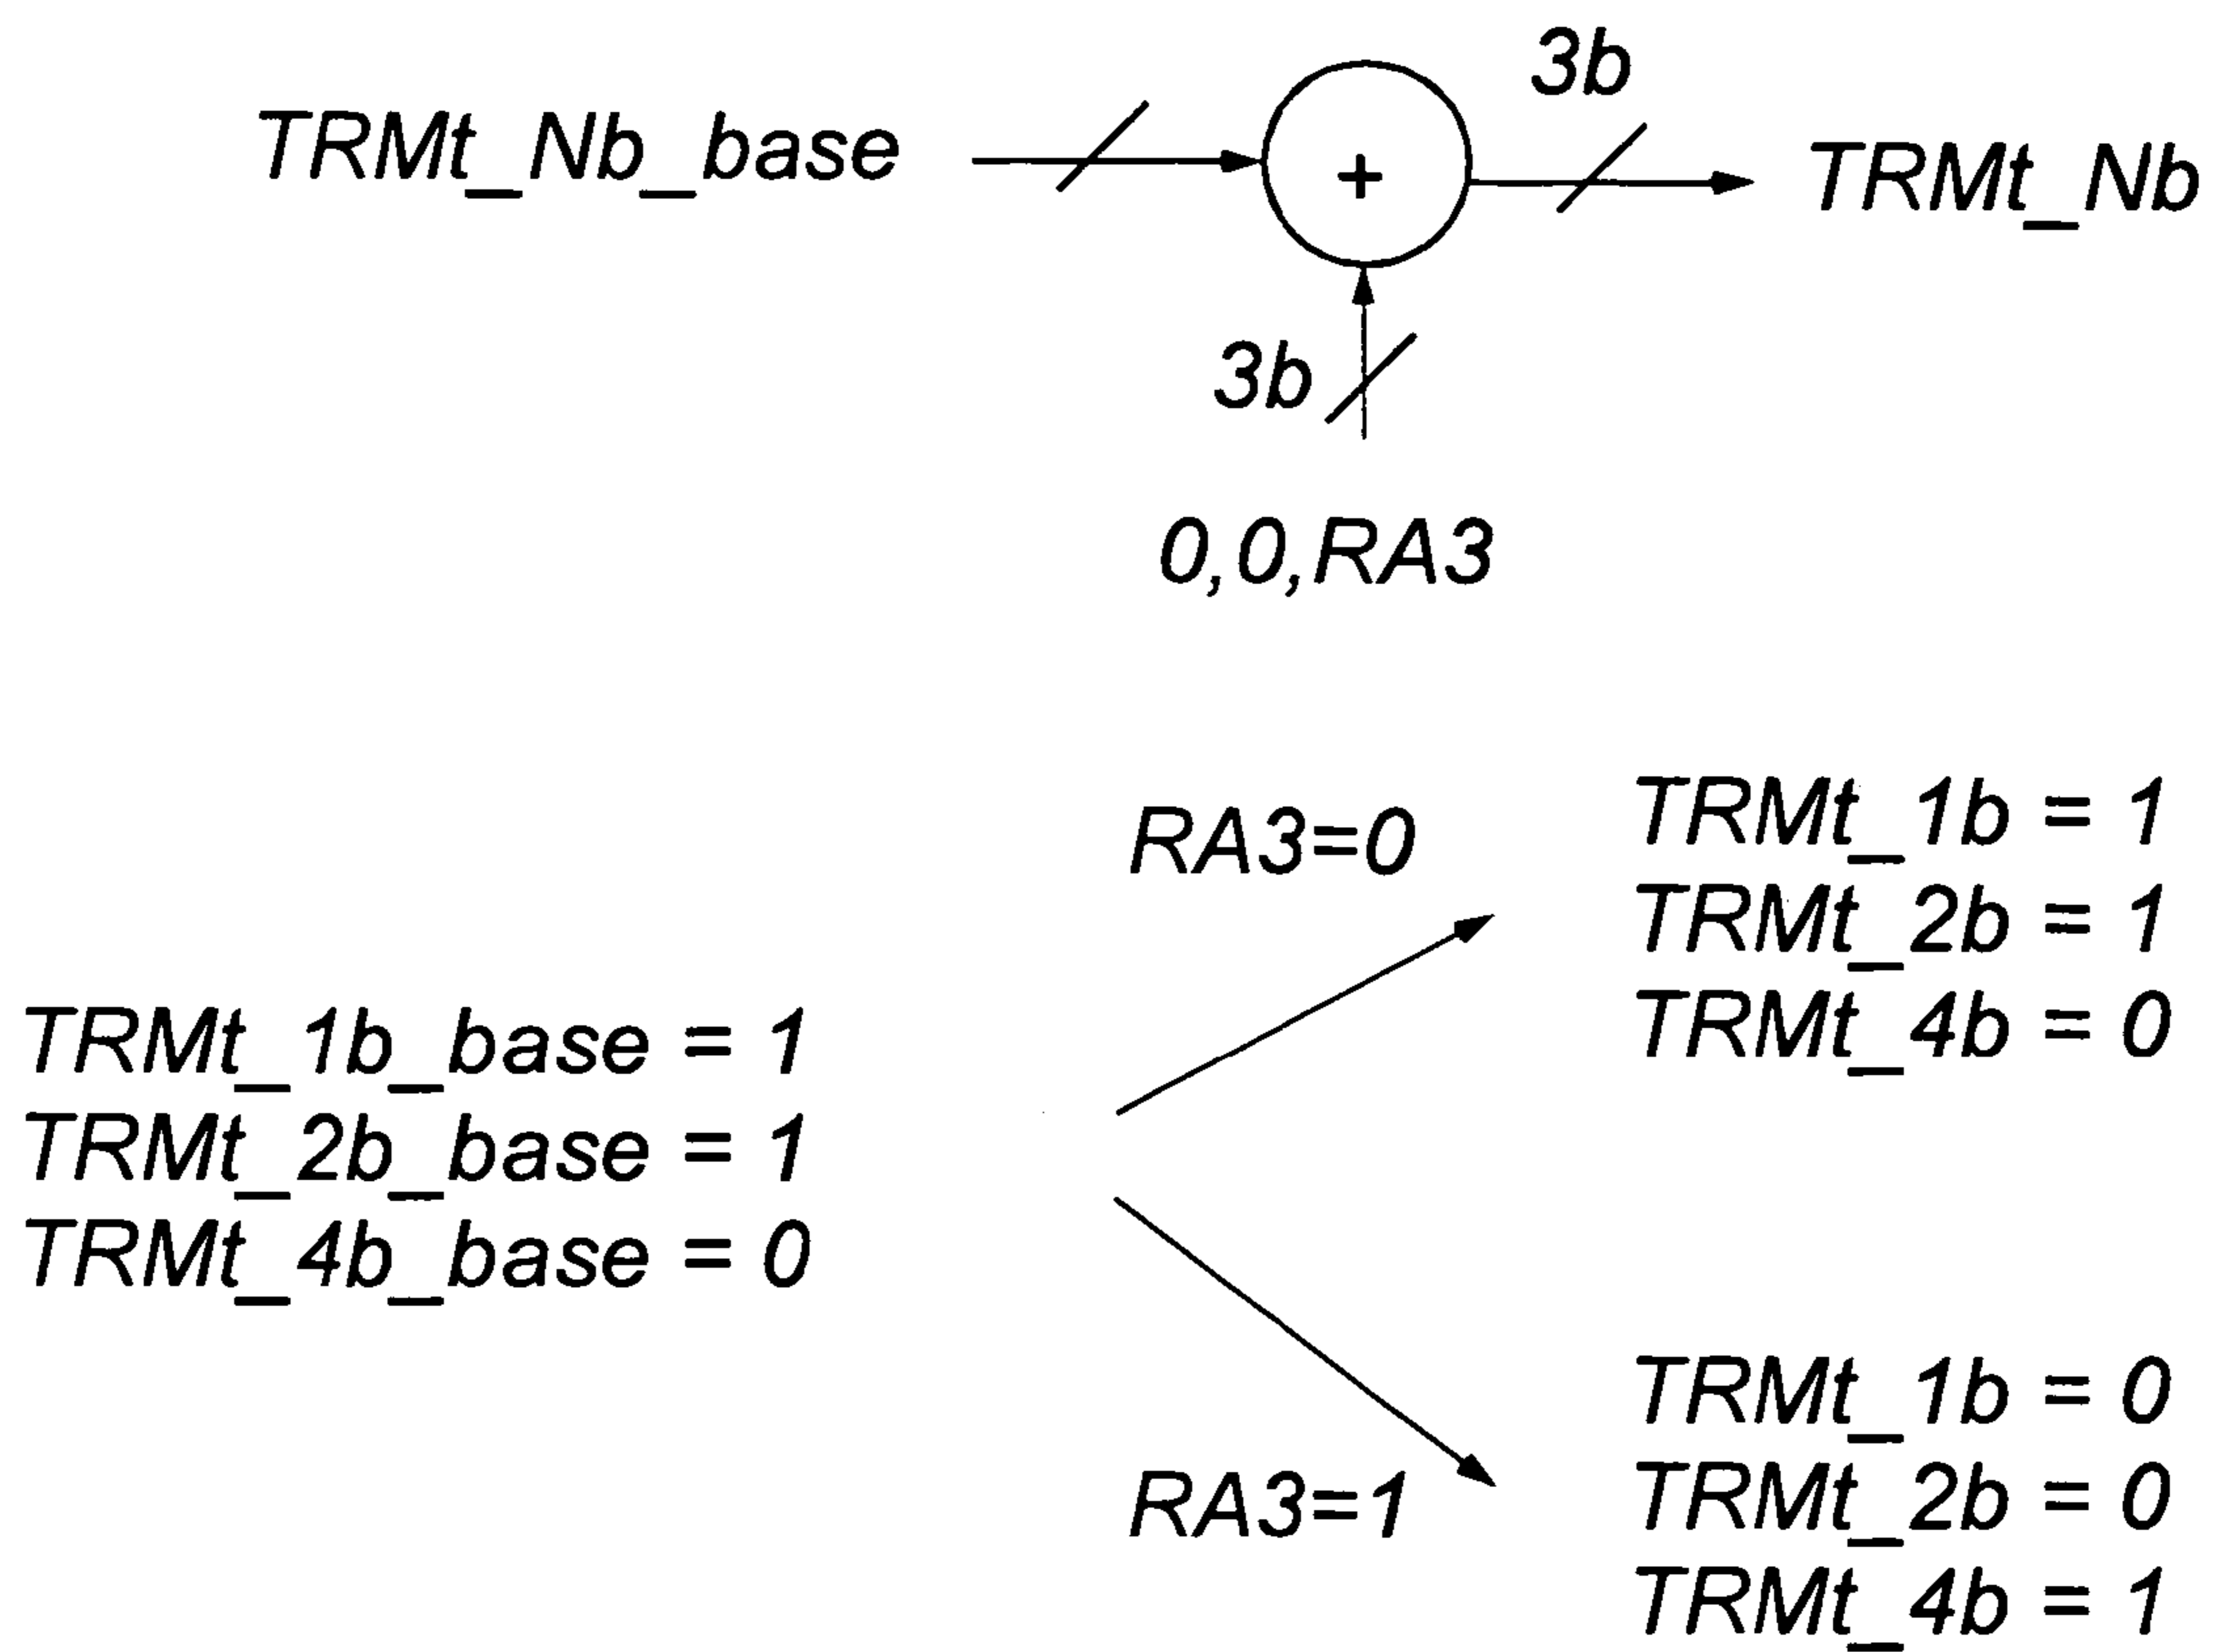 3b
TRMt_Nb_base
+
TRMt_Nb
3b
0,0,RA3
RA3=0
TRMt_1b = 1
TRMt_2b = 1
TRMt_4b = 0
TRMt_1b_base = 1
TRMt_2b_base = 1
TRMt_4b_base = 0
RA3=1
TRMt_1b = 0
TRMt_2b = 0
TRMt_4b = 1